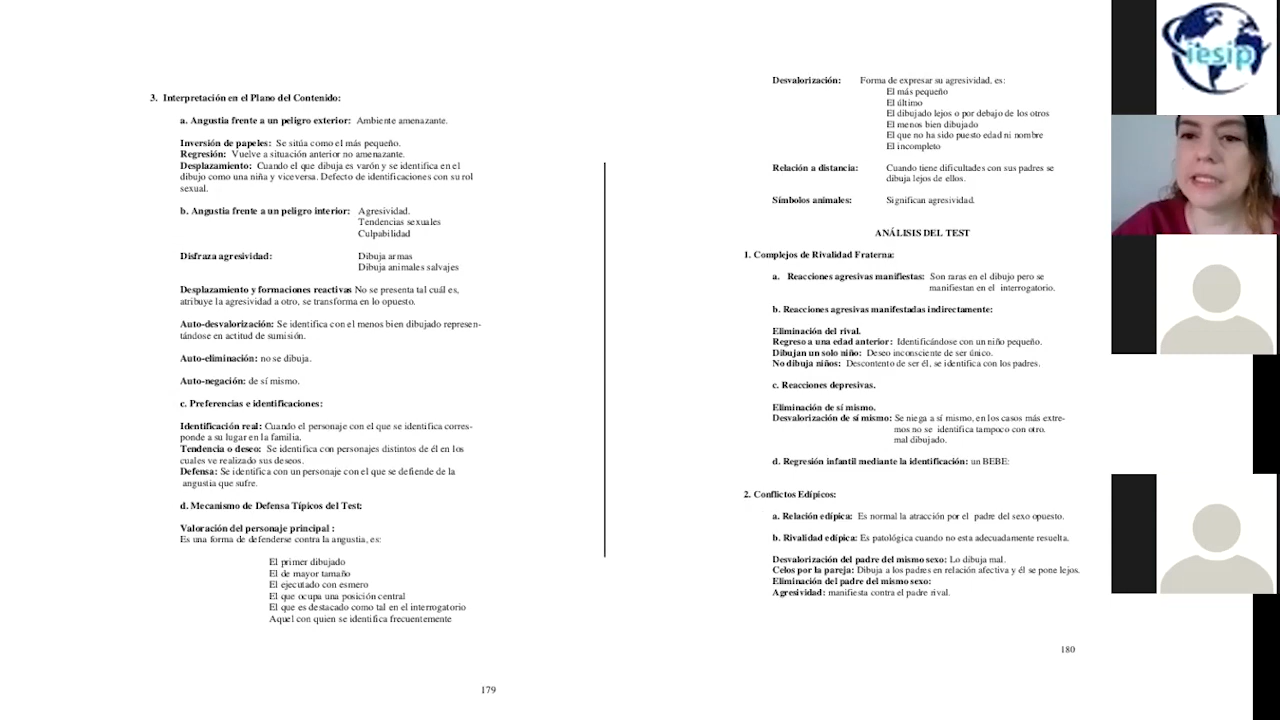 3. Interpretación en el Plano del Contenido:
a. Angustia frente a un peligro exterior: Ambiente amenazante.
Inversión de papeles: Se sitúa como el más pequeño.
Regresión: Vuelve a situación anterior no amenazante.
Desplazamiento: Cuando el que dibuja es varón y se identifica en el
dibujo como una niña y viceversa. Defecto de identificaciones con su rol
sexual.
b. Angustia frente a un peligro interior: Agresividad.
Tendencias sexuales
Culpabilidad
Disfraza agresividad: Dibuja armas
Dibuja animales salvajes
Desplazamiento y formaciones reactivas No se presenta tal cuál es,
atribuye la agresividad a otro, se transforma en lo opuesto.
Auto-desvalorización: Se identifica con el menos bien dibujado represen-
tándose en actitud de sumisión.
Auto-eliminación: no se dibuja.
Auto-negación: de sí mismo.
c. Preferencias e identificaciones:
Identificación real: Cuando el personaje con el que se identifica corres-
ponde a su lugar en la familia.
Tendencia o deseo: Se identifica con personajes distintos de él en los
cuales ve realizado sus deseos.
Defensa: Se identifica con un personaje con el que se defiende de la
angustia que sufre.
d. Mecanismo de Defensa Típicos del Test:
Valoración del personaje principal :
Es una forma de defenderse contra la angustia, es:
El primer dibujado
El de mayor tamaño
El ejecutado con esmero
El que ocupa una posición central
El que es destacado como tal en el interrogatorio
Aquel con quien se identifica frecuentemente
179
Desvalorización: Forma de expresar su agresividad, es:
El más pequeño
El último
El dibujado lejos o por debajo de los otros
El menos bien dibujado
El que no ha sido puesto edad ni nombre
El incompleto
Relación a distancia: Cuando tiene dificultades con sus padres se
dibuja lejos de ellos.
Símbolos animales: Significan agresividad.
ANÁLISIS DEL TEST
1. Complejos de Rivalidad Fraterna:
a. Reacciones agresivas manifiestas: Son raras en el dibujo pero se
manifiestan en el interrogatorio.
b. Reacciones agresivas manifestadas indirectamente:
Eliminación del rival.
Regreso a una edad anterior : Identificándose con un niño pequeño.
Dibujan un solo niño: Deseo inconsciente de ser único.
No dibuja niños: Descontento de ser él, se identifica con los padres.
c. Reacciones depresivas.
Eliminación de sí mismo.
Desvalorización de sí mismo: Se niega a sí mismo, en los casos más extre-
mos no se identifica tampoco con otro.
mal dibujado.
d. Regresión infantil mediante la identificación: un BEBE:
2. Conflictos Edípicos:
a. Relación edípica: Es normal la atracción por el padre del sexo opuesto.
b. Rivalidad edípica: Es patológica cuando no esta adecuadamente resuelta.
Desvalorización del padre del mismo sexo: Lo dibuja mal.
Celos por la pareja: Dibuja a los padres en relación afectiva y él se pone lejos.
Eliminación del padre del mismo sexo:
Agresividad: manifiesta contra el padre rival.
180
iesip